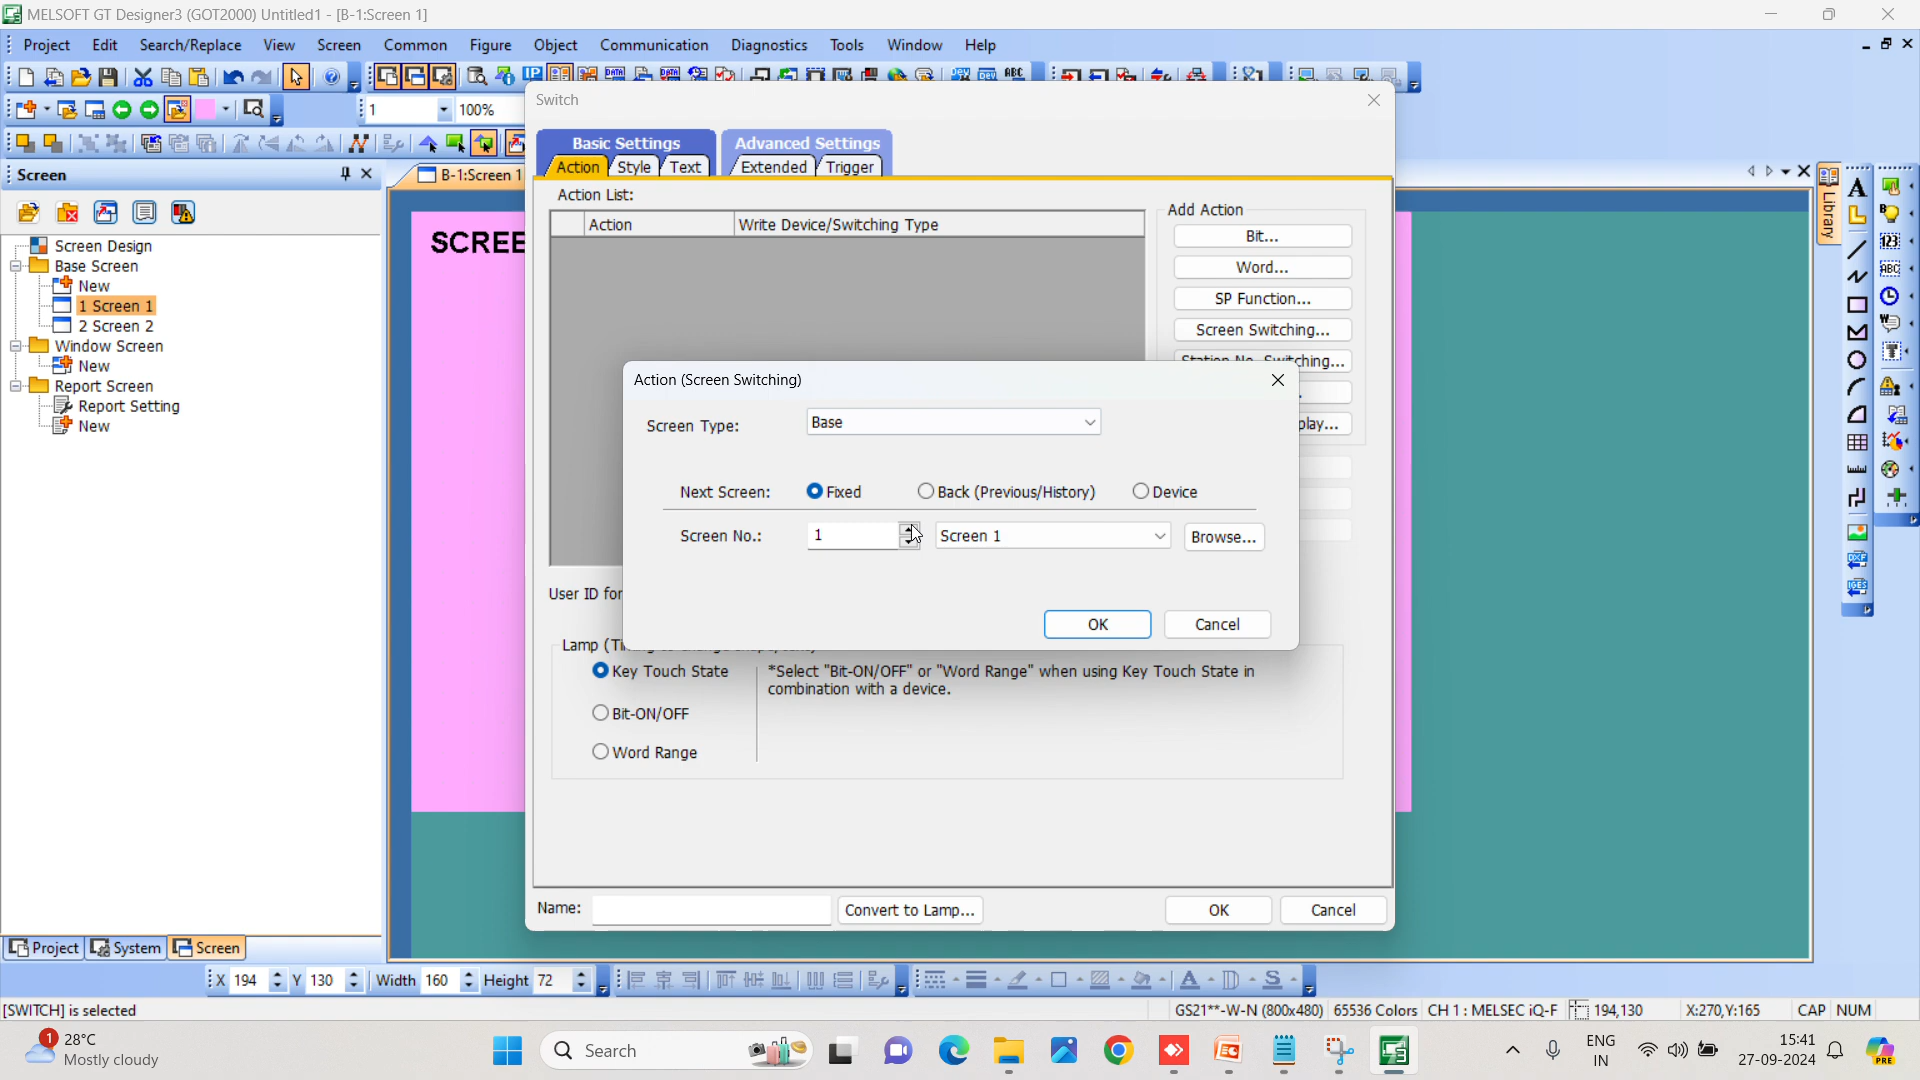 MELSOFT GT Designer3 (GOT2000) Untitled1 - [B-1:Screen 1]
Project Edit Search/Replace View Screen Common Figure Object Communication Diagnostics Tools Window Help
1 100%
Switch
Basic Settings Advanced Settings
Action Style Text Extended Trigger
Screen
B-1:Screen 1
Library
Action List:
Action Write Device/Switching Type
Add Action
Bit...
Word...
SP Function...
Screen Switching...
Station No. Switching...
play...
SCREE
Screen Design
Base Screen
New
1 Screen 1
2 Screen 2
Window Screen
New
Report Screen
Report Setting
New
Action (Screen Switching)
Screen Type: Base
Next Screen: Fixed Back (Previous/History) Device
Screen No.: 1 Screen 1 Browse...
OK Cancel
User ID for
Lamp (
Key Touch State
Bit-ON/OFF
Word Range
*Select "Bit-ON/OFF" or "Word Range" when using Key Touch State in
combination with a device.
Name: Convert to Lamp... OK Cancel
Project System Screen
X 194 Y 130 Width 160 Height 72
[SWITCH] is selected GS21**-W-N (800x480) 65536 Colors CH 1 : MELSEC iQ-F 194,130 X:270,Y:165 CAP NUM
1 28°C
Mostly cloudy
Search
ENG
IN
15:41
27-09-2024
PRE